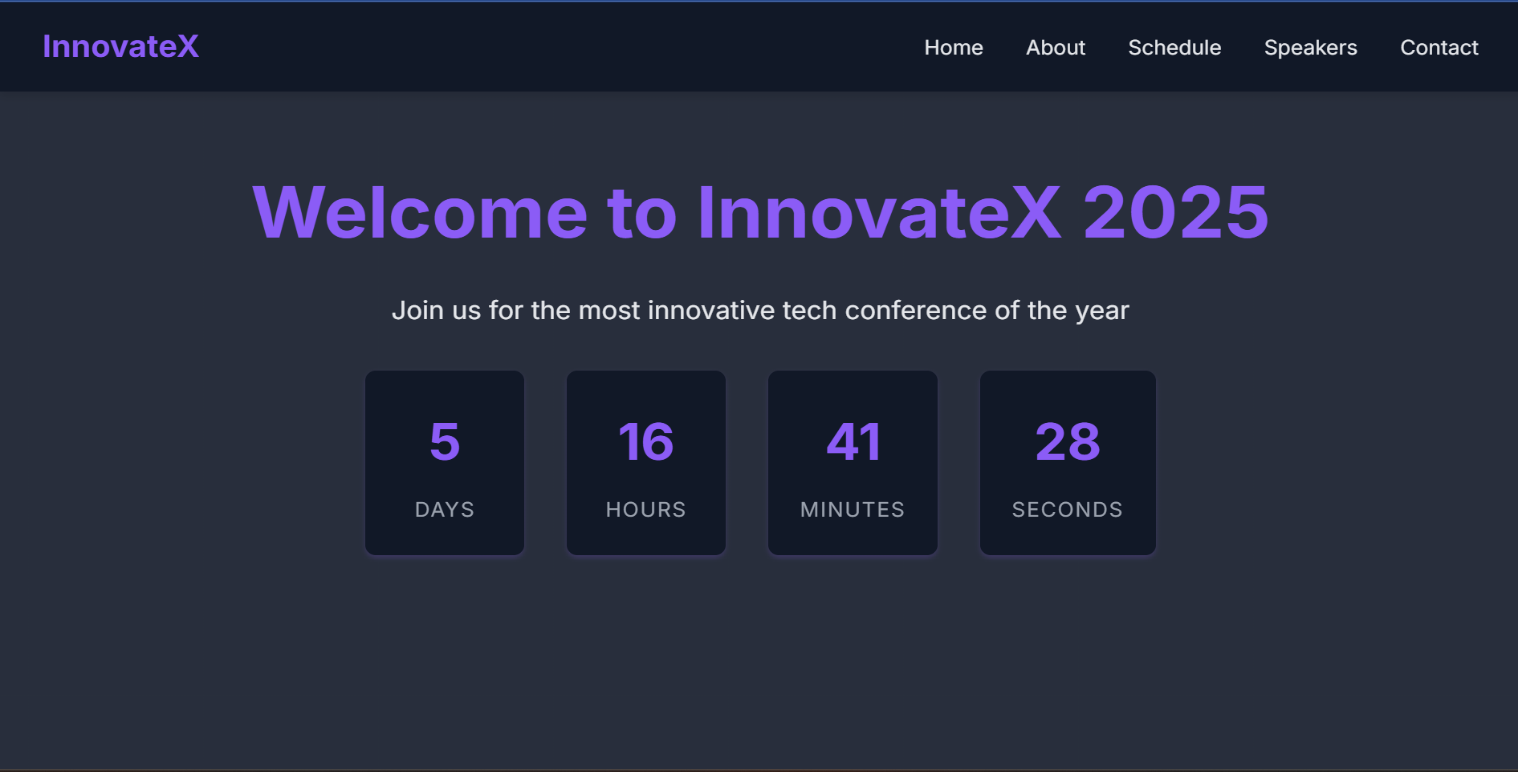 InnovateX
Home About Schedule Speakers Contact
Welcome to InnovateX 2025
Join us for the most innovative tech conference of the year
5 16 41 28
DAYS HOURS MINUTES SECONDS